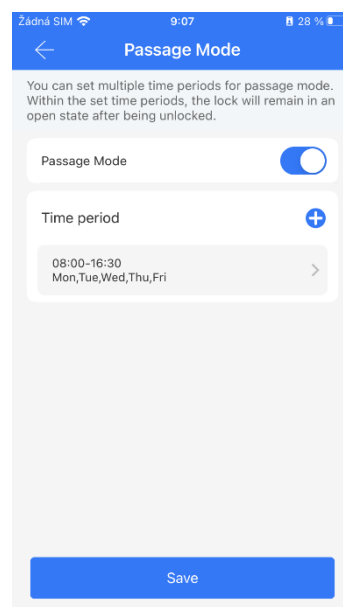 Žádná SIM 9:07 28 %
Passage Mode
You can set multiple time periods for passage mode.
Within the set time periods, the lock will remain in an
open state after being unlocked.
Passage Mode
Time period
08:00-16:30
Mon,Tue,Wed,Thu,Fri
Save